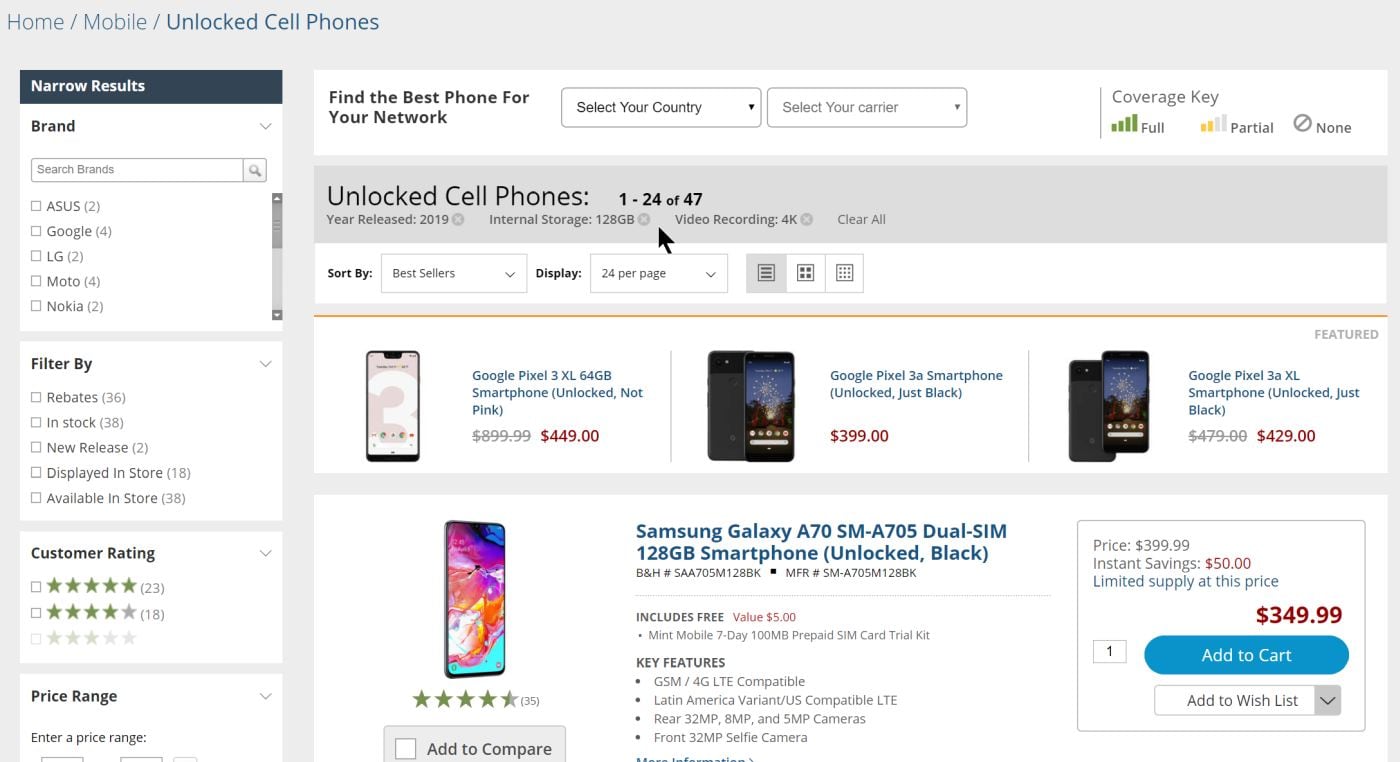 Home / Mobile / Unlocked Cell Phones
Narrow Results
Brand
Search Brands
ASUS (2)
Google (4)
LG (2)
Moto (4)
Nokia (2)
Filter By
Rebates (36)
In stock (38)
New Release (2)
Displayed In Store (18)
Available In Store (38)
Customer Rating
(23)
(18)
Price Range
Enter a price range:
Find the Best Phone For
Your Network
Select Your Country
Select Your carrier
Coverage Key
Full
Partial
None
Unlocked Cell Phones: 1 - 24 of 47
Year Released: 2019 Internal Storage: 128GB Video Recording: 4K Clear All
Sort By: Best Sellers Display: 24 per page
FEATURED
Google Pixel 3 XL 64GB
Smartphone (Unlocked, Not
Pink)
$899.99 $449.00
Google Pixel 3a Smartphone
(Unlocked, Just Black)
$399.00
Google Pixel 3a XL
Smartphone (Unlocked, Just
Black)
$479.00 $429.00
(35)
Add to Compare
Samsung Galaxy A70 SM-A705 Dual-SIM
128GB Smartphone (Unlocked, Black)
B&H # SAA705M128BK ▪ MFR # SM-A705M128BK
INCLUDES FREE Value $5.00
• Mint Mobile 7-Day 100MB Prepaid SIM Card Trial Kit
KEY FEATURES
• GSM / 4G LTE Compatible
• Latin America Variant/US Compatible LTE
• Rear 32MP, 8MP, and 5MP Cameras
• Front 32MP Selfie Camera
More Information >
Price: $399.99
Instant Savings: $50.00
Limited supply at this price
$349.99
1
Add to Cart
Add to Wish List